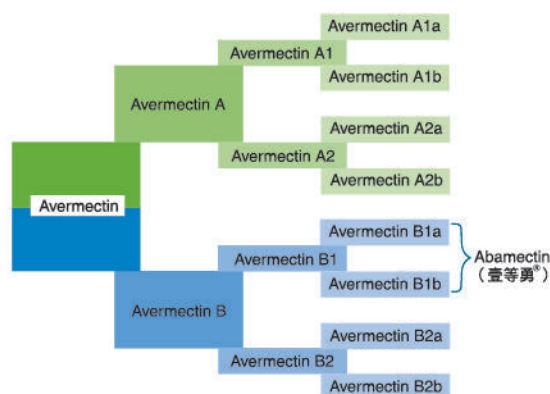 Avermectin
Avermectin A
Avermectin A1
Avermectin A1a
Avermectin A1b
Avermectin A2
Avermectin A2a
Avermectin A2b
Avermectin B
Avermectin B1
Avermectin B1a
Avermectin B1b
Abamectin
（壹等勇®）
Avermectin B2
Avermectin B2a
Avermectin B2b